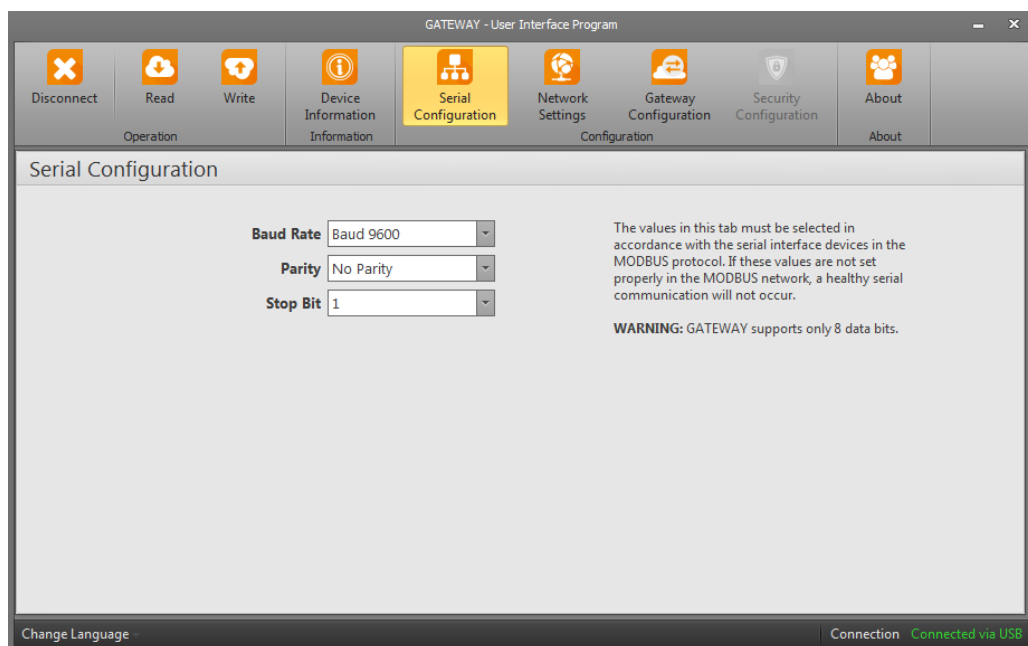 GATEWAY - User Interface Program
Disconnect
Read
Write
Device
Information
Serial
Configuration
Network
Settings
Gateway
Configuration
Security
Configuration
About
Operation
Information
Configuration
About
Serial Configuration
Baud Rate Baud 9600
Parity No Parity
Stop Bit 1
The values in this tab must be selected in
accordance with the serial interface devices in the
MODBUS protocol. If these values are not set
properly in the MODBUS network, a healthy serial
communication will not occur.
WARNING: GATEWAY supports only 8 data bits.
Change Language
Connection Connected via USB